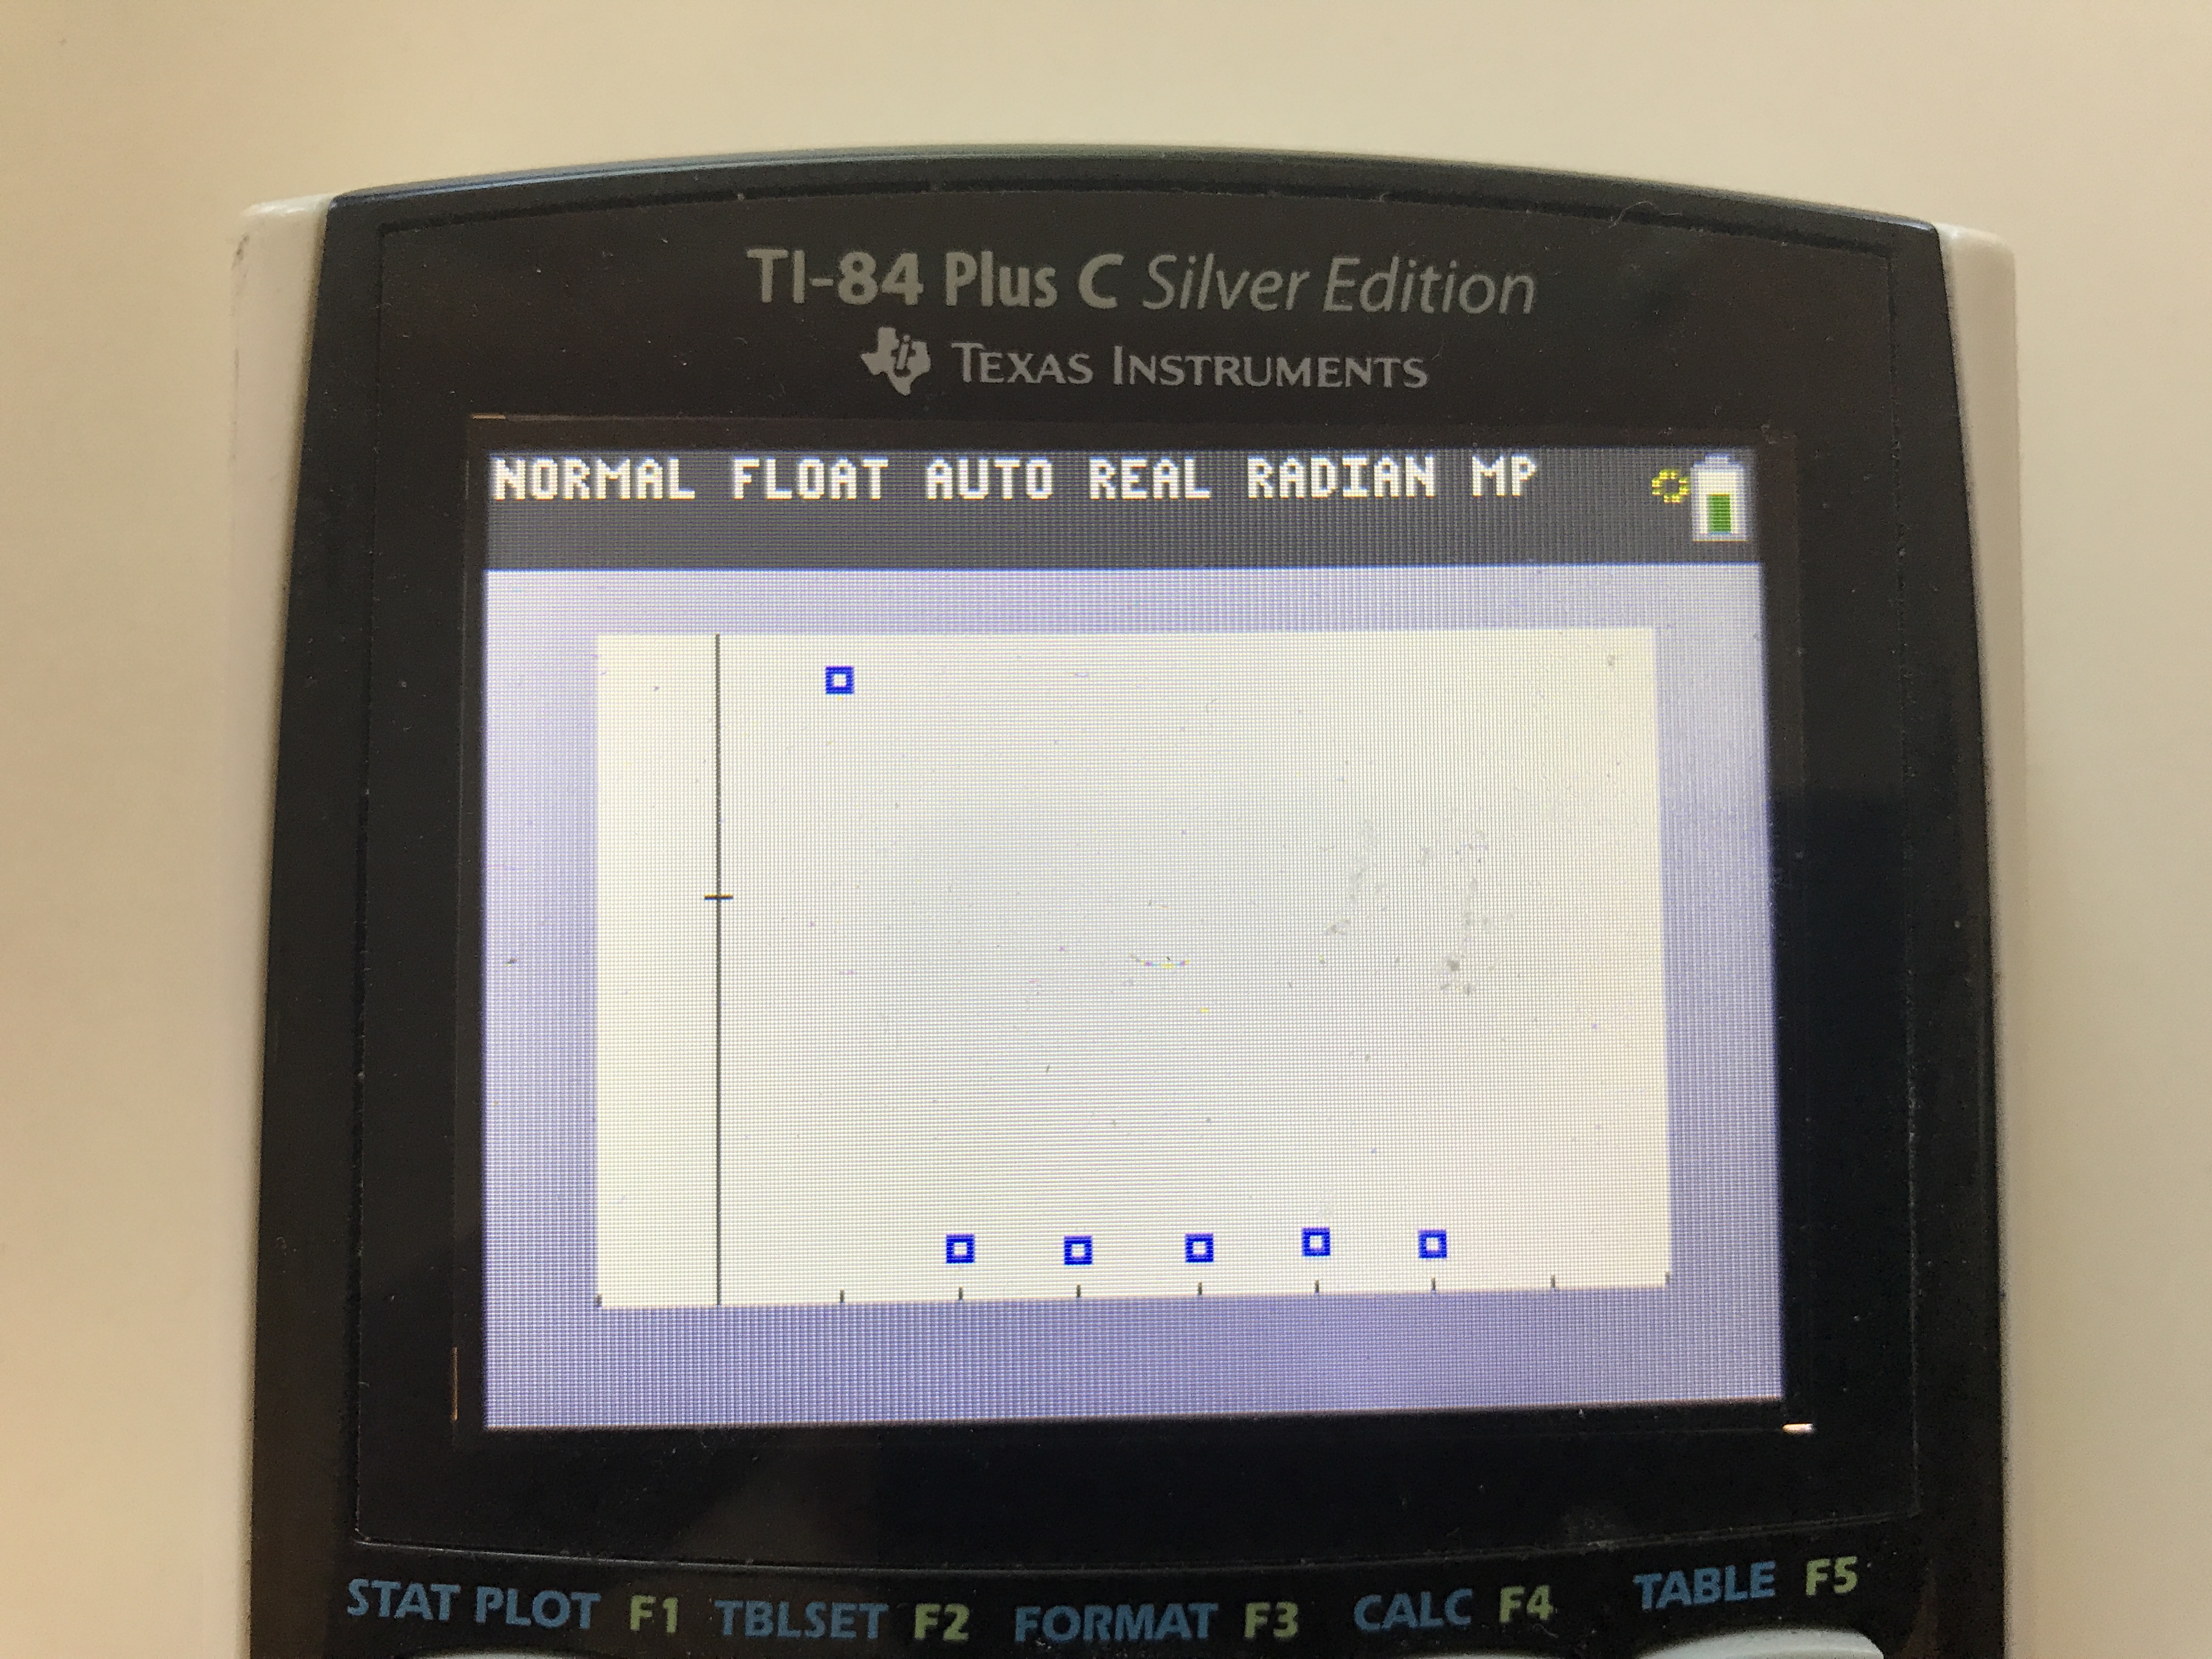 TI-84 Plus C Silver Edition
TEXAS INSTRUMENTS
NORMAL FLOAT AUTO REAL RADIAN MP
STAT PLOT F1 TBLSET F2 FORMAT F3 CALC F4 TABLE F5